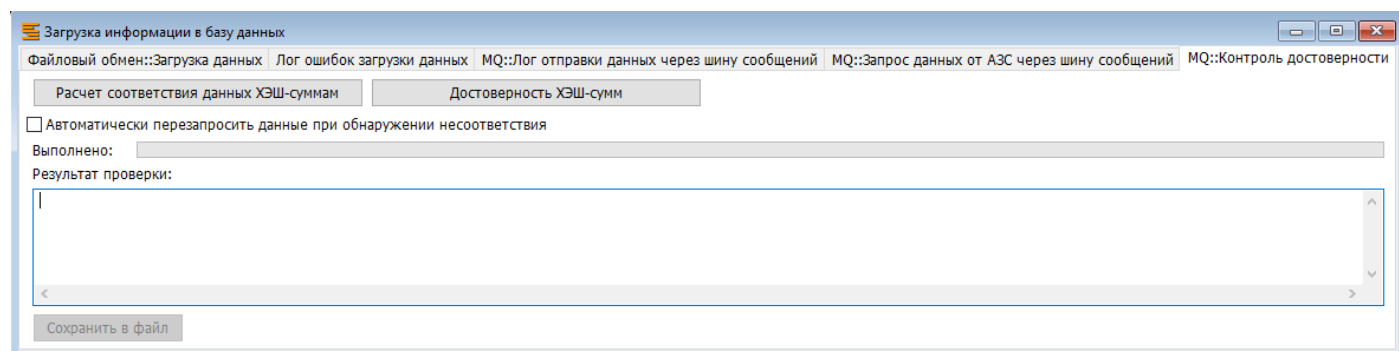 Загрузка информации в базу данных
Файловый обмен::Загрузка данных Лог ошибок загрузки данных MQ::Лог отправки данных через шину сообщений MQ::Запрос данных от АЗС через шину сообщений MQ::Контроль достоверности
Расчет соответствия данных ХЭШ-суммам Достоверность ХЭШ-сумм
Автоматически перезапросить данные при обнаружении несоответствия
Выполнено:
Результат проверки:
Сохранить в файл